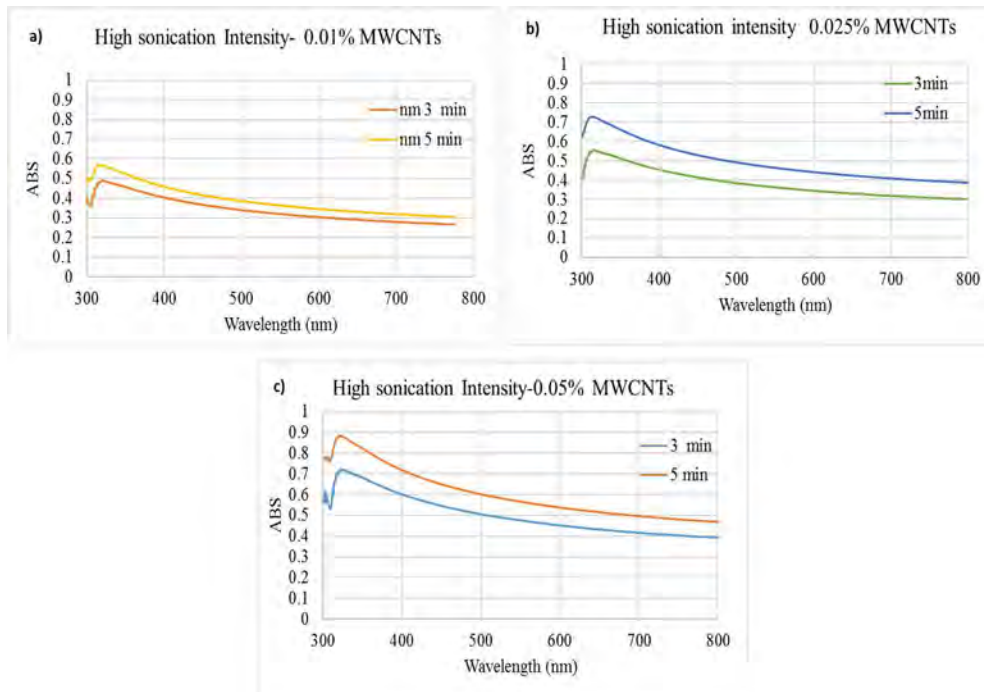 a)
High sonication Intensity- 0.01% MWCNTs
1
0.9
0.8
0.7
0.6
0.5
0.4
0.3
0.2
0.1
0
ABS
nm 3 min
nm 5 min
300 400 500 600 700 800
Wavelength (nm)
b)
High sonication intensity 0.025% MWCNTs
1
0.9
0.8
0.7
0.6
0.5
0.4
0.3
0.2
0.1
0
ABS
3min
5min
300 400 500 600 700 800
Wavelength (nm)
c)
High sonication Intensity-0.05% MWCNTs
1
0.9
0.8
0.7
0.6
0.5
0.4
0.3
0.2
0.1
0
ABS
3 min
5 min
300 400 500 600 700 800
Wavelength (nm)